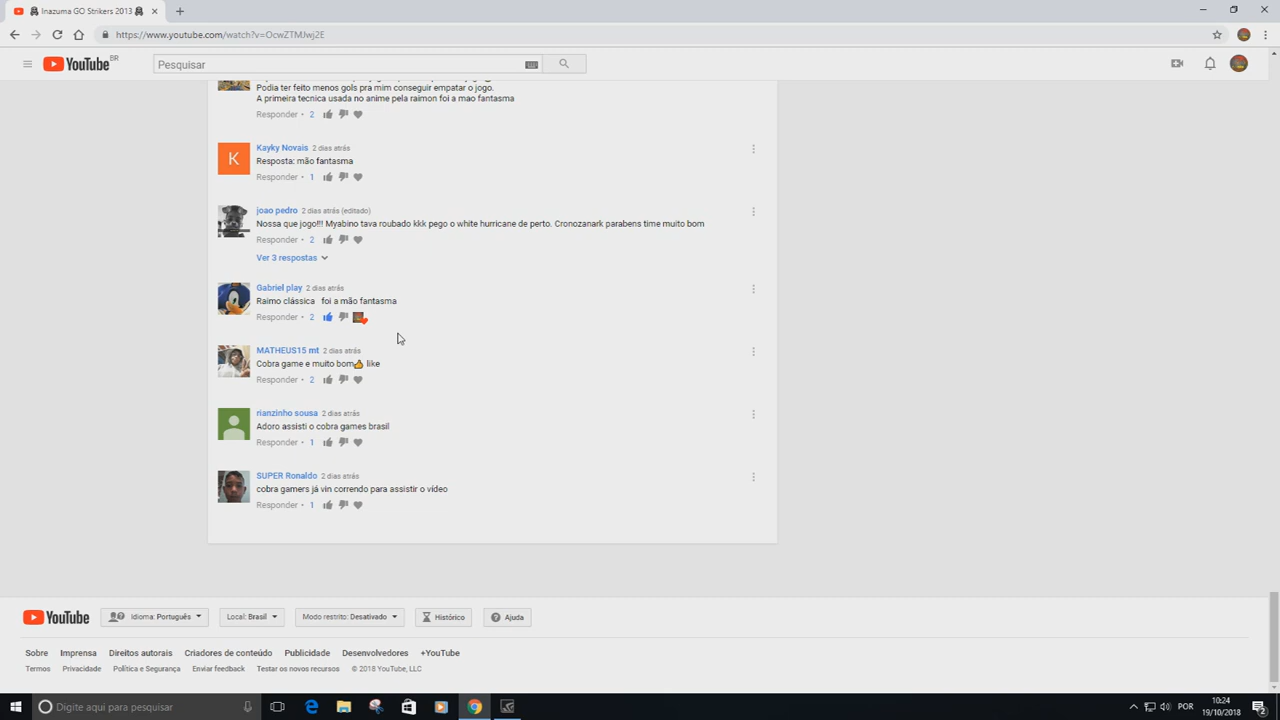 Inazuma GO Strikers 2013
https://www.youtube.com/watch?v=OcwZTMJwj2E
YouTube BR
Pesquisar
Podia ter feito menos gols pra mim conseguir empatar o jogo.
A primeira tecnica usada no anime pela raimon foi a mao fantasma
Responder • 2
K
Kayky Novais 2 dias atrás
Resposta: mão fantasma
Responder • 1
joao pedro 2 dias atrás (editado)
Nossa que jogo!!! Myabino tava roubado kkk pego o white hurricane de perto. Cronozanark parabens time muito bom
Responder • 2
Ver 3 respostas
Gabriel play 2 dias atrás
Raimo clássica foi a mão fantasma
Responder • 2
MATHEUS15 mt 2 dias atrás
Cobra game e muito bom👍 like
Responder • 2
rianzinho sousa 2 dias atrás
Adoro assisti o cobra games brasil
Responder • 1
SUPER Ronaldo 2 dias atrás
cobra gamers já vin correndo para assistir o vídeo
Responder • 1
YouTube Idioma: Português Local: Brasil Modo restrito: Desativado Histórico Ajuda
Sobre Imprensa Direitos autorais Criadores de conteúdo Publicidade Desenvolvedores +YouTube
Termos Privacidade Política e Segurança Enviar feedback Testar os novos recursos © 2018 YouTube, LLC
Digite aqui para pesquisar
POR
10:24
19/10/2018
2